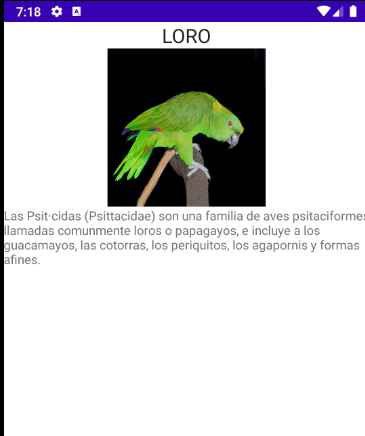 7:18
LORO
Las Psit·cidas (Psittacidae) son una familia de aves psitaciformes
llamadas comunmente loros o papagayos, e incluye a los
guacamayos, las cotorras, los periquitos, los agapornis y formas
afines.